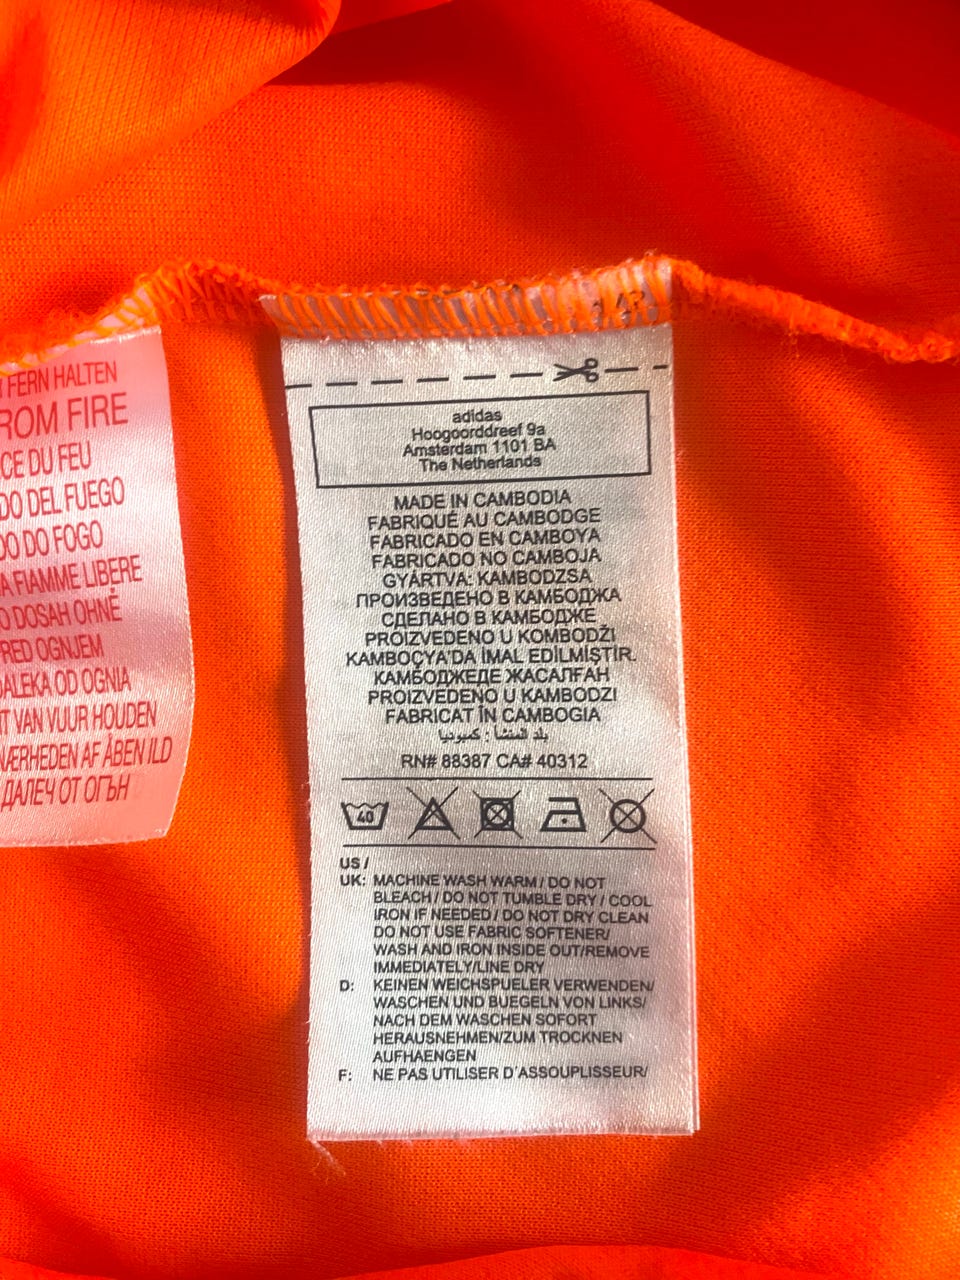 FERN HALTEN
ROM FIRE
CE DU FEU
DO DEL FUEGO
DO DO FOGO
A FIAMME LIBERE
O DOSAH OHNĚ
RED OGNJEM
DALEKA OD OGNIA
T VAN VUUR HOUDEN
NÆRHEDEN AF ÅBEN ILD
ДАЛЕЧ ОТ ОГЪН
adidas
Hoogoorddreef 9a
Amsterdam 1101 BA
The Netherlands
MADE IN CAMBODIA
FABRIQUÉ AU CAMBODGE
FABRICADO EN CAMBOYA
FABRICADO NO CAMBOJA
GYÁRTVA: KAMBODZSA
ПРОИЗВЕДЕНО В КАМБОДЖА
СДЕЛАНО В КАМБОДЖЕ
PROIZVEDENO U KOMBODŽI
KAMBOÇYA'DA İMAL EDİLMİŞTİR.
КАМБОДЖЕДЕ ЖАСАЛҒАН
PROIZVEDENO U KAMBODZI
FABRICAT ÎN CAMBOGIA
بلد المنشأ : كمبوديا
RN# 88387 CA# 40312
40
US /
UK: MACHINE WASH WARM / DO NOT
BLEACH / DO NOT TUMBLE DRY / COOL
IRON IF NEEDED / DO NOT DRY CLEAN
DO NOT USE FABRIC SOFTENER/
WASH AND IRON INSIDE OUT/REMOVE
IMMEDIATELY/LINE DRY
D: KEINEN WEICHSPUELER VERWENDEN/
WASCHEN UND BUEGELN VON LINKS/
NACH DEM WASCHEN SOFORT
HERAUSNEHMEN/ZUM TROCKNEN
AUFHAENGEN
F: NE PAS UTILISER D'ASSOUPLISSEUR/